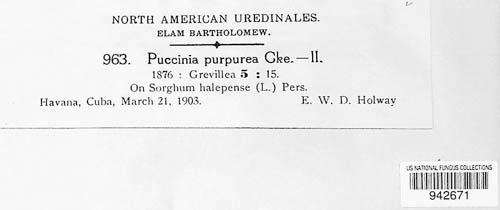 NORTH AMERICAN UREDINALES.
ELAM BARTHOLOMEW.
963. Puccinia purpurea Cke.—II.
1876 : Grevillea 5 : 15.
On Sorghum halepense (L.) Pers.
Havana, Cuba, March 21, 1903. E. W. D. Holway
US NATIONAL FUNGUS COLLECTIONS
942671